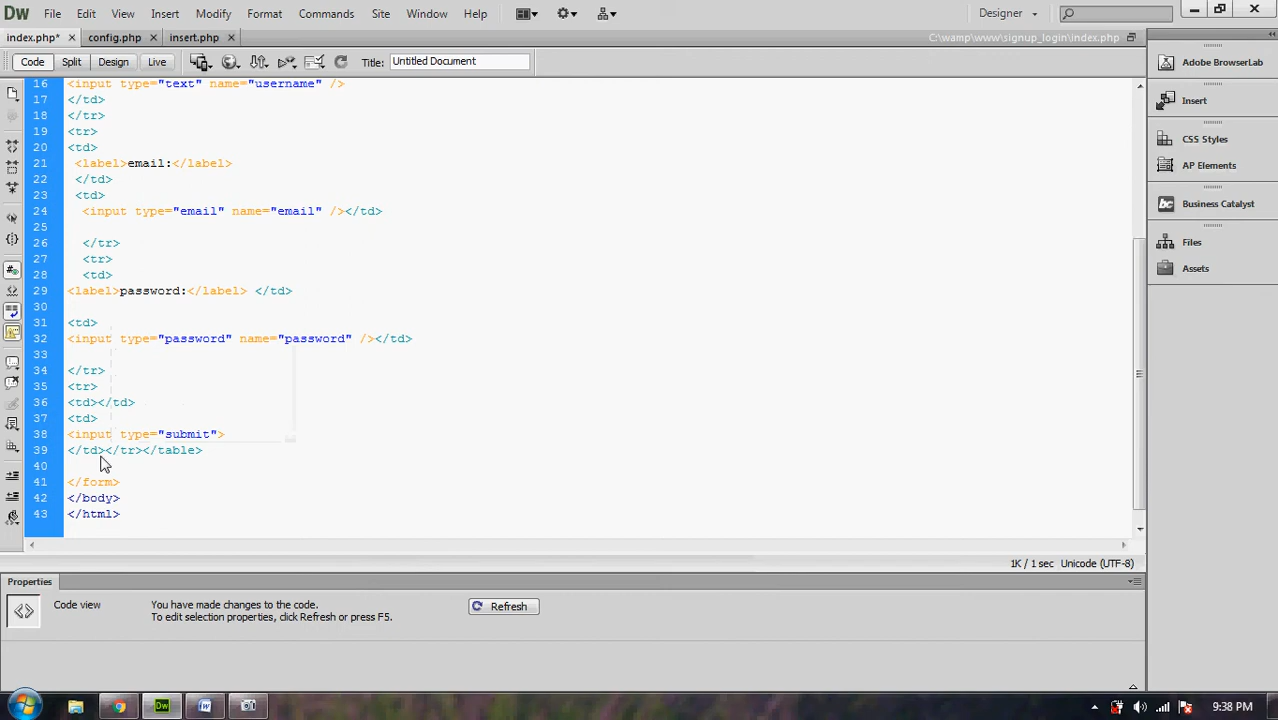 Dw File Edit View Insert Modify Format Commands Site Window Help Designer
index.php* × config.php × insert.php × C:\wamp\www\signup_login\index.php
Code Split Design Live Title: Untitled Document
16 <input type="text" name="username" />
17 </td>
18 </tr>
19 <tr>
20 <td>
21 <label>email:</label>
22 </td>
23 <td>
24 <input type="email" name="email" /></td>
25
26 </tr>
27 <tr>
28 <td>
29 <label>password:</label> </td>
30
31 <td>
32 <input type="password" name="password" /></td>
33
34 </tr>
35 <tr>
36 <td></td>
37 <td>
38 <input type="submit">
39 </td></tr></table>
40
41 </form>
42 </body>
43 </html>
1K / 1 sec Unicode (UTF-8)
Adobe BrowserLab
Insert
CSS Styles
AP Elements
bc Business Catalyst
Files
Assets
Properties
Code view You have made changes to the code. Refresh
To edit selection properties, click Refresh or press F5.
Dw W 9:38 PM